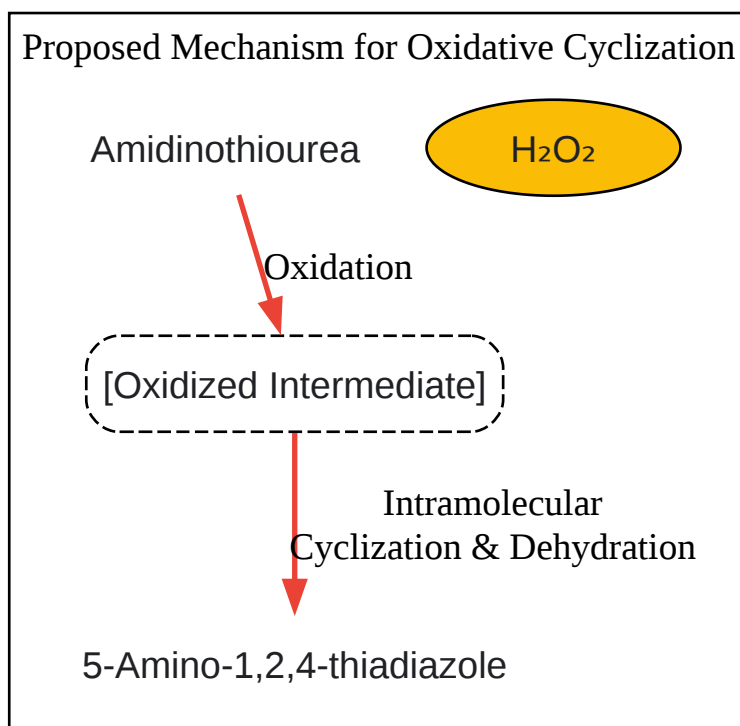 Proposed Mechanism for Oxidative Cyclization
Amidinothiourea
H₂O₂
Oxidation
[Oxidized Intermediate]
Intramolecular
Cyclization & Dehydration
5-Amino-1,2,4-thiadiazole